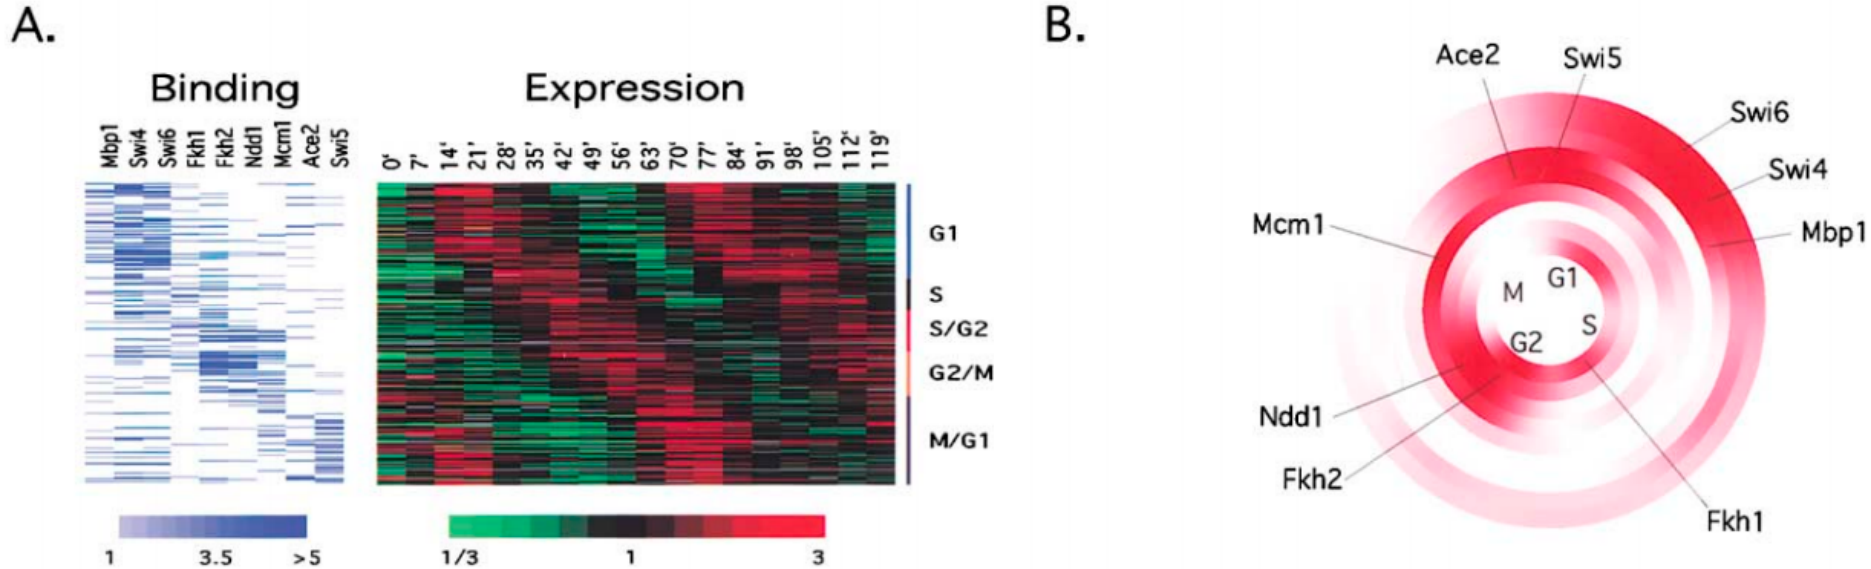 A.
Binding
Expression
Mbp1 Swi4 Swi6 Fkh1 Fkh2 Ndd1 Mcm1 Ace2 Swi5
0' 7' 14' 21' 28' 35' 42' 49' 56' 63' 70' 77' 84' 91' 98' 105' 112' 119'
G1
S
S/G2
G2/M
M/G1
1 3.5 >5
1/3 1 3
B.
Ace2
Swi5
Swi6
Swi4
Mbp1
Mcm1
M G1
S
G2
Ndd1
Fkh2
Fkh1